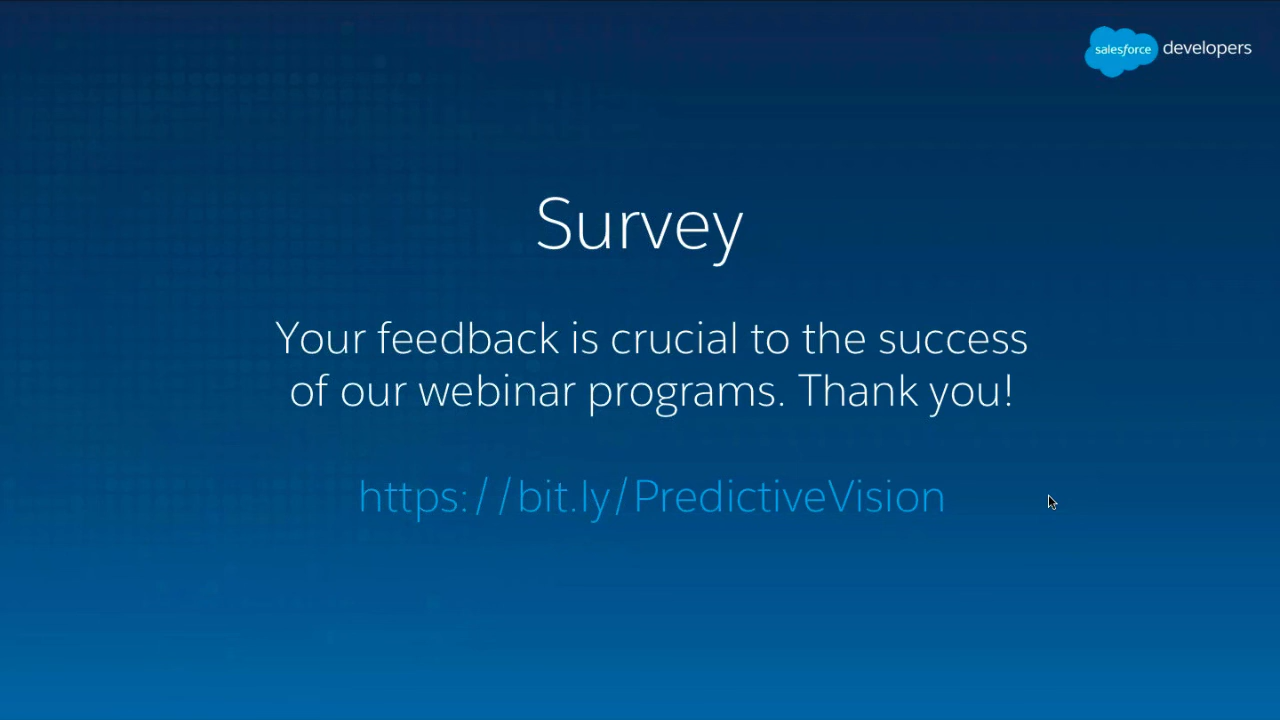 salesforce developers
Survey
Your feedback is crucial to the success
of our webinar programs. Thank you!
https://bit.ly/PredictiveVision